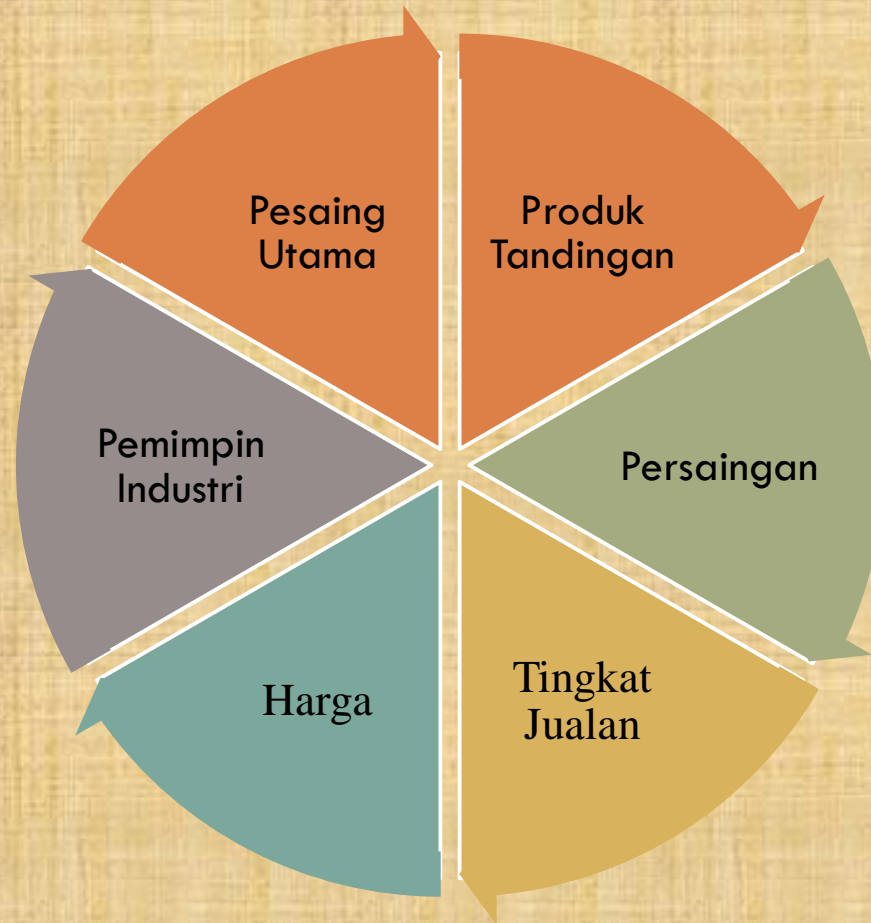 Pesaing
Utama
Produk
Tandingan
Persaingan
Tingkat
Jualan
Harga
Pemimpin
Industri